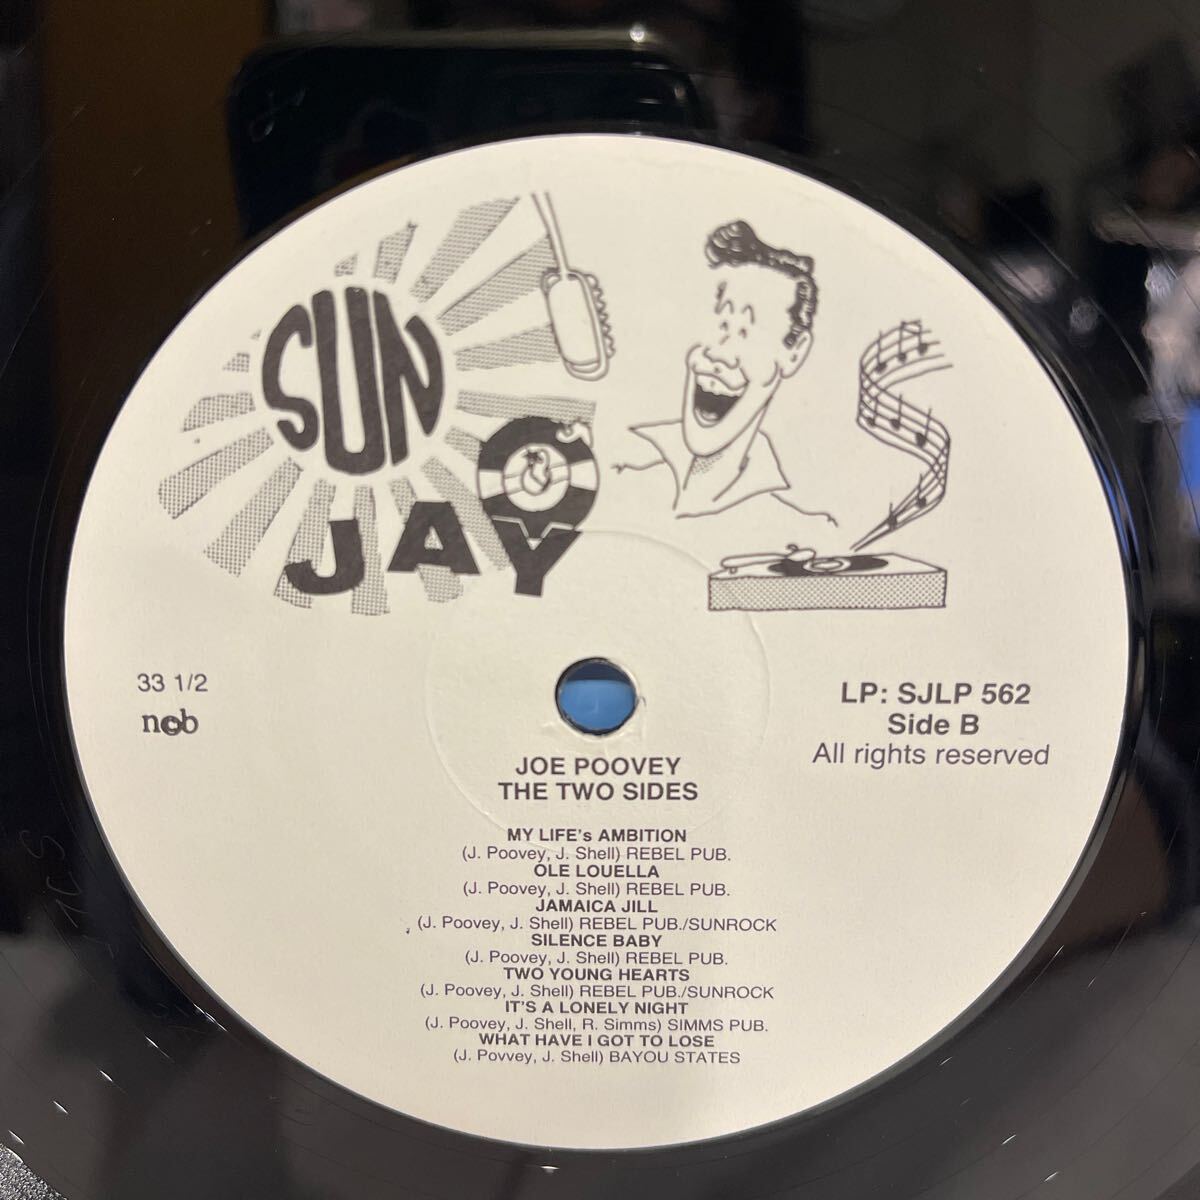 SUN
JAY
33 1/2
ncb
LP: SJLP 562
Side B
All rights reserved
JOE POOVEY
THE TWO SIDES
MY LIFE's AMBITION
(J. Poovey, J. Shell) REBEL PUB.
OLE LOUELLA
(J. Poovey, J. Shell) REBEL PUB.
JAMAICA JILL
(J. Poovey, J. Shell) REBEL PUB./SUNROCK
SILENCE BABY
(J. Poovey, J. Shell) REBEL PUB.
TWO YOUNG HEARTS
(J. Poovey, J. Shell) REBEL PUB./SUNROCK
IT'S A LONELY NIGHT
(J. Poovey, J. Shell, R. Simms) SIMMS PUB.
WHAT HAVE I GOT TO LOSE
(J. Povvey, J. Shell) BAYOU STATES